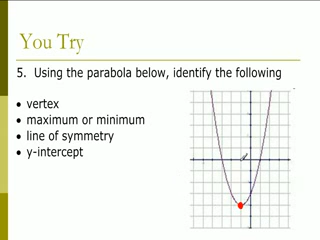 You Try
5. Using the parabola below, identify the following
• vertex
• maximum or minimum
• line of symmetry
• y-intercept